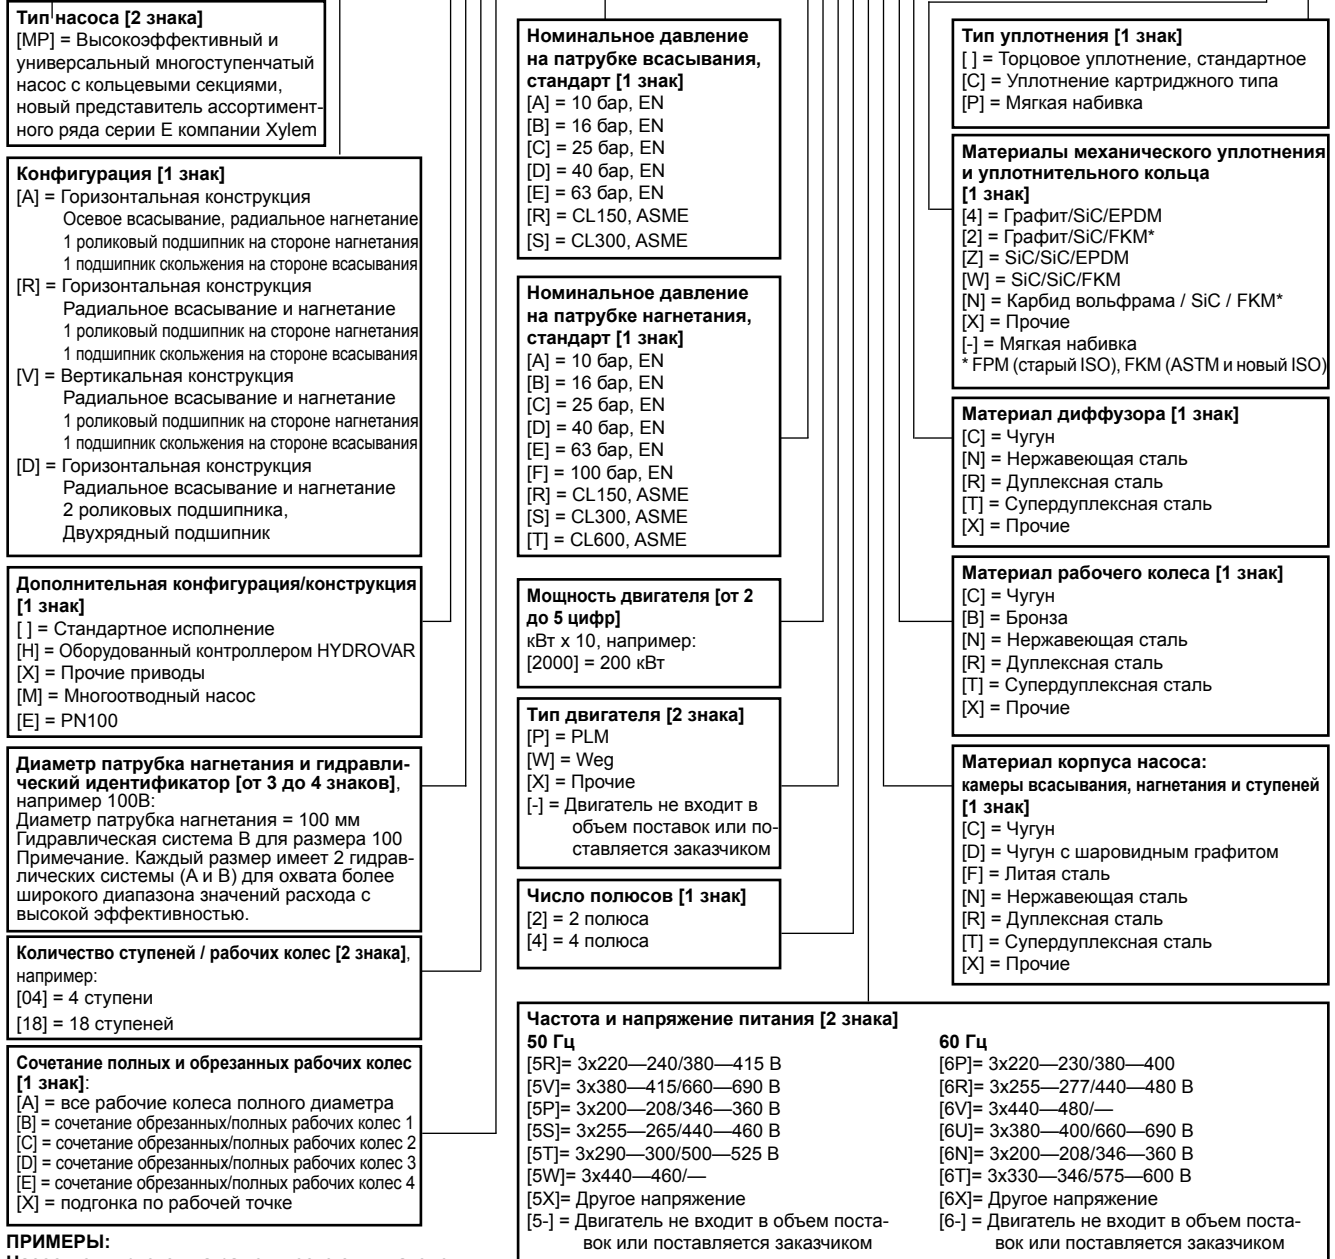 Тип насоса [2 знака]
[MP] = Высокоэффективный и
универсальный многоступенчатый
насос с кольцевыми секциями,
новый представитель ассортимент-
ного ряда серии Е компании Xylem
Конфигурация [1 знак]
[A] = Горизонтальная конструкция
Осевое всасывание, радиальное нагнетание
1 роликовый подшипник на стороне нагнетания
1 подшипник скольжения на стороне всасывания
[R] = Горизонтальная конструкция
Радиальное всасывание и нагнетание
1 роликовый подшипник на стороне нагнетания
1 подшипник скольжения на стороне всасывания
[V] = Вертикальная конструкция
Радиальное всасывание и нагнетание
1 роликовый подшипник на стороне нагнетания
1 подшипник скольжения на стороне всасывания
[D] = Горизонтальная конструкция
Радиальное всасывание и нагнетание
2 роликовых подшипника,
Двухрядный подшипник
Дополнительная конфигурация/конструкция
[1 знак]
[ ] = Стандартное исполнение
[H] = Оборудованный контроллером HYDROVAR
[X] = Прочие приводы
[M] = Многоотводный насос
[E] = PN100
Диаметр патрубка нагнетания и гидравли-
ческий идентификатор [от 3 до 4 знаков],
например 100B:
Диаметр патрубка нагнетания = 100 мм
Гидравлическая система B для размера 100
Примечание. Каждый размер имеет 2 гидрав-
лических системы (A и B) для охвата более
широкого диапазона значений расхода с
высокой эффективностью.
Количество ступеней / рабочих колес [2 знака],
например:
[04] = 4 ступени
[18] = 18 ступеней
Сочетание полных и обрезанных рабочих колес
[1 знак]:
[A] = все рабочие колеса полного диаметра
[B] = сочетание обрезанных/полных рабочих колес 1
[C] = сочетание обрезанных/полных рабочих колес 2
[D] = сочетание обрезанных/полных рабочих колес 3
[E] = сочетание обрезанных/полных рабочих колес 4
[X] = подгонка по рабочей точке
ПРИМЕРЫ:
Номинальное давление
на патрубке всасывания,
стандарт [1 знак]
[A] = 10 бар, EN
[B] = 16 бар, EN
[C] = 25 бар, EN
[D] = 40 бар, EN
[E] = 63 бар, EN
[R] = CL150, ASME
[S] = CL300, ASME
Номинальное давление
на патрубке нагнетания,
стандарт [1 знак]
[A] = 10 бар, EN
[B] = 16 бар, EN
[C] = 25 бар, EN
[D] = 40 бар, EN
[E] = 63 бар, EN
[F] = 100 бар, EN
[R] = CL150, ASME
[S] = CL300, ASME
[T] = CL600, ASME
Мощность двигателя [от 2
до 5 цифр]
кВт x 10, например:
[2000] = 200 кВт
Тип двигателя [2 знака]
[P] = PLM
[W] = Weg
[X] = Прочие
[-] = Двигатель не входит в
объем поставок или по-
ставляется заказчиком
Число полюсов [1 знак]
[2] = 2 полюса
[4] = 4 полюса
Тип уплотнения [1 знак]
[ ] = Торцовое уплотнение, стандартное
[C] = Уплотнение картриджного типа
[P] = Мягкая набивка
Материалы механического уплотнения
и уплотнительного кольца
[1 знак]
[4] = Графит/SiC/EPDM
[2] = Графит/SiC/FKM*
[Z] = SiC/SiC/EPDM
[W] = SiC/SiC/FKM
[N] = Карбид вольфрама / SiC / FKM*
[X] = Прочие
[-] = Мягкая набивка
* FPM (старый ISO), FKM (ASTM и новый ISO)
Материал диффузора [1 знак]
[C] = Чугун
[N] = Нержавеющая сталь
[R] = Дуплексная сталь
[T] = Супердуплексная сталь
[X] = Прочие
Материал рабочего колеса [1 знак]
[C] = Чугун
[B] = Бронза
[N] = Нержавеющая сталь
[R] = Дуплексная сталь
[T] = Супердуплексная сталь
[X] = Прочие
Материал корпуса насоса:
камеры всасывания, нагнетания и ступеней
[1 знак]
[C] = Чугун
[D] = Чугун с шаровидным графитом
[F] = Литая сталь
[N] = Нержавеющая сталь
[R] = Дуплексная сталь
[T] = Супердуплексная сталь
[X] = Прочие
Частота и напряжение питания [2 знака]
50 Гц
[5R]= 3x220—240/380—415 В
[5V]= 3x380—415/660—690 В
[5P]= 3x200—208/346—360 В
[5S]= 3x255—265/440—460 В
[5T]= 3x290—300/500—525 В
[5W]= 3x440—460/—
[5X]= Другое напряжение
[5-] = Двигатель не входит в объем поста-
вок или поставляется заказчиком
60 Гц
[6P]= 3x220—230/380—400
[6R]= 3x255—277/440—480 В
[6V]= 3x440—480/—
[6U]= 3x380—400/660—690 В
[6N]= 3x200—208/346—360 В
[6T]= 3x330—346/575—600 В
[6X]= Другое напряжение
[6-] = Двигатель не входит в объем поста-
вок или поставляется заказчиком